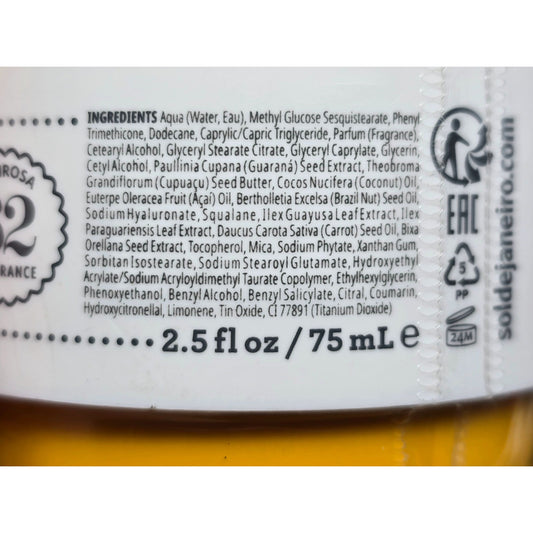 INGREDIENTS Aqua (Water, Eau), Methyl Glucose Sesquistearate, Phenyl
Trimethicone, Dodecane, Caprylic/Capric Triglyceride, Parfum (Fragrance),
Cetearyl Alcohol, Glyceryl Stearate Citrate, Glyceryl Caprylate, Glycerin,
Cetyl Alcohol, Paullinia Cupana (Guaraná) Seed Extract, Theobroma
Grandiflorum (Cupuaçu) Seed Butter, Cocos Nucifera (Coconut) Oil,
Euterpe Oleracea Fruit (Açaí) Oil, Bertholletia Excelsa (Brazil Nut) Seed Oil,
Sodium Hyaluronate, Squalane, Ilex Guayusa Leaf Extract, Ilex
Paraguariensis Leaf Extract, Daucus Carota Sativa (Carrot) Seed Oil, Bixa
Orellana Seed Extract, Tocopherol, Mica, Sodium Phytate, Xanthan Gum,
Sorbitan Isostearate, Sodium Stearoyl Glutamate, Hydroxyethyl
Acrylate/Sodium Acryloyldimethyl Taurate Copolymer, Ethylhexylglycerin,
Phenoxyethanol, Benzyl Alcohol, Benzyl Salicylate, Citral, Coumarin,
Hydroxycitronellal, Limonene, Tin Oxide, CI 77891 (Titanium Dioxide)
2.5 fl oz / 75 mL e
62
EAC
5
PP
24M
soldejaneiro.com